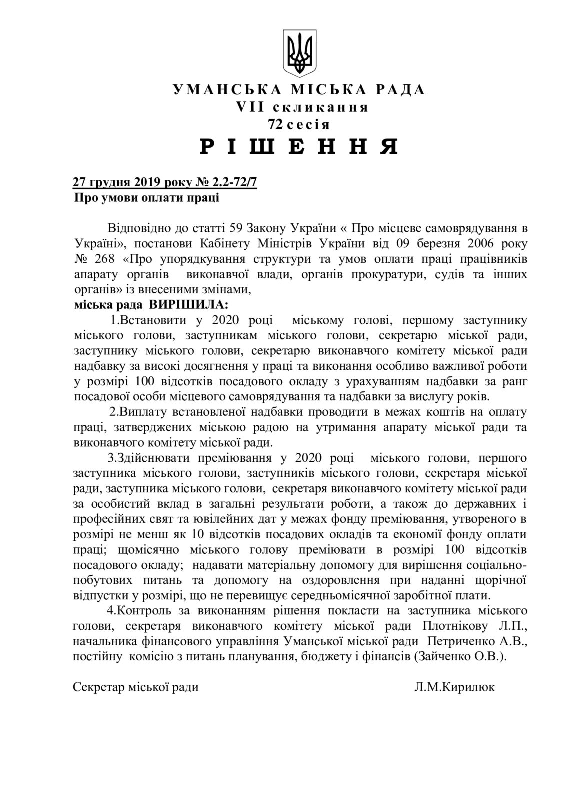 УМАНСЬКА МІСЬКА РАДА
VII скликання
72 сесія
РІШЕННЯ
27 грудня 2019 року № 2.2-72/7
Про умови оплати праці
Відповідно до статті 59 Закону України « Про місцеве самоврядування в
Україні», постанови Кабінету Міністрів України від 09 березня 2006 року
№ 268 «Про упорядкування структури та умов оплати праці працівників
апарату органів виконавчої влади, органів прокуратури, судів та інших
органів» із внесеними змінами,
міська рада ВИРІШИЛА:
1.Встановити у 2020 році міському голові, першому заступнику
міського голови, заступникам міського голови, секретарю міської ради,
заступнику міського голови, секретарю виконавчого комітету міської ради
надбавку за високі досягнення у праці та виконання особливо важливої роботи
у розмірі 100 відсотків посадового окладу з урахуванням надбавки за ранг
посадової особи місцевого самоврядування та надбавки за вислугу років.
2.Виплату встановленої надбавки проводити в межах коштів на оплату
праці, затверджених міською радою на утримання апарату міської ради та
виконавчого комітету міської ради.
3.Здійснювати преміювання у 2020 році міського голови, першого
заступника міського голови, заступників міського голови, секретаря міської
ради, заступника міського голови, секретаря виконавчого комітету міської ради
за особистий вклад в загальні результати роботи, а також до державних і
професійних свят та ювілейних дат у межах фонду преміювання, утвореного в
розмірі не менш як 10 відсотків посадових окладів та економії фонду оплати
праці; щомісячно міського голову преміювати в розмірі 100 відсотків
посадового окладу; надавати матеріальну допомогу для вирішення соціально-
побутових питань та допомогу на оздоровлення при наданні щорічної
відпустки у розмірі, що не перевищує середньомісячної заробітної плати.
4.Контроль за виконанням рішення покласти на заступника міського
голови, секретаря виконавчого комітету міської ради Плотнікову Л.П.,
начальника фінансового управління Уманської міської ради Петриченко А.В.,
постійну комісію з питань планування, бюджету і фінансів (Зайченко О.В.).
Секретар міської ради Л.М.Кирилюк